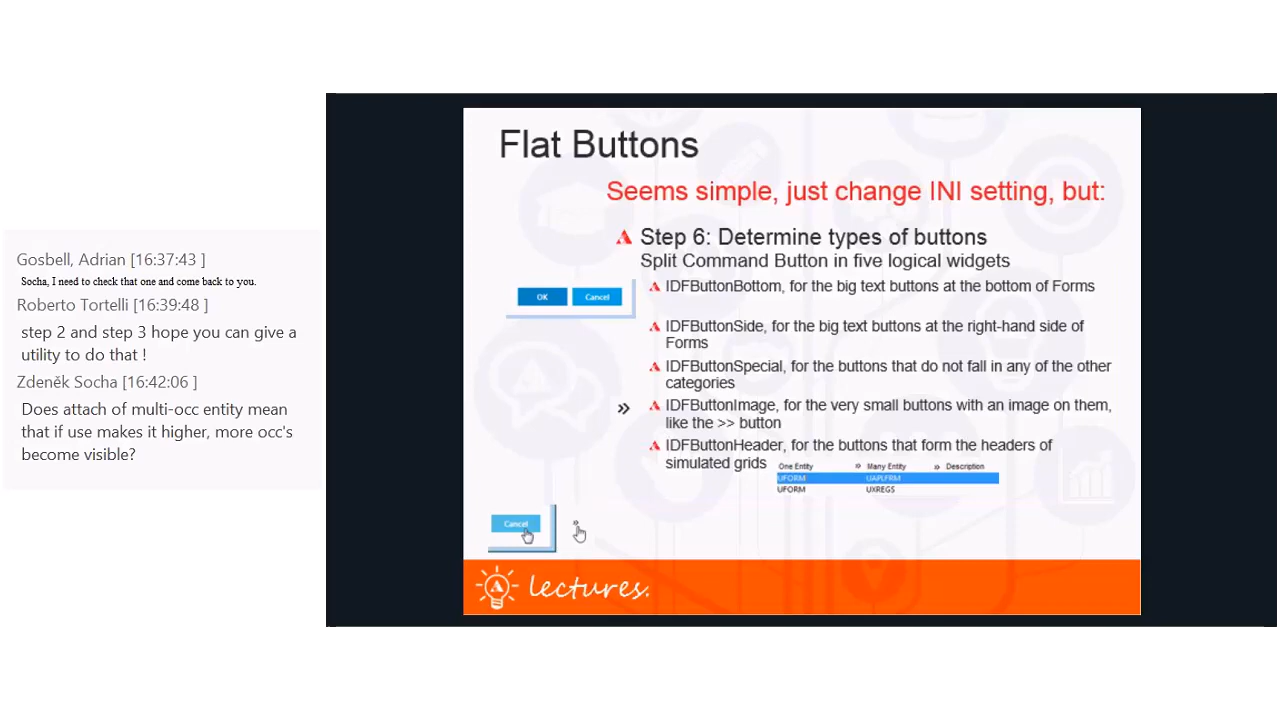 Gosbell, Adrian [16:37:43 ]
Socha, I need to check that one and come back to you.
Roberto Tortelli [16:39:48 ]
step 2 and step 3 hope you can give a
utility to do that !
Zdeněk Socha [16:42:06 ]
Does attach of multi-occ entity mean
that if use makes it higher, more occ's
become visible?
Flat Buttons
Seems simple, just change INI setting, but:
Step 6: Determine types of buttons
Split Command Button in five logical widgets
IDFButtonBottom, for the big text buttons at the bottom of Forms
OK Cancel
IDFButtonSide, for the big text buttons at the right-hand side of
Forms
IDFButtonSpecial, for the buttons that do not fall in any of the other
categories
» IDFButtonImage, for the very small buttons with an image on them,
like the >> button
IDFButtonHeader, for the buttons that form the headers of
simulated grids
One Entity » Many Entity » Description
UFORM UAPLFRM
UFORM UXREGS
Cancel »
lectures.